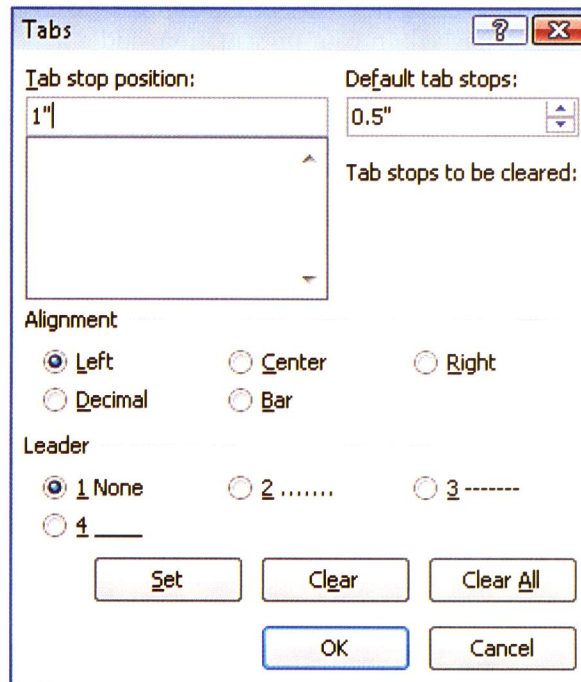 Tabs
Tab stop position:
Default tab stops:
1"
0.5"
Tab stops to be cleared:
Alignment
Left
Center
Right
Decimal
Bar
Leader
1 None
2 .......
3 -------
4 ____
Set
Clear
Clear All
OK
Cancel